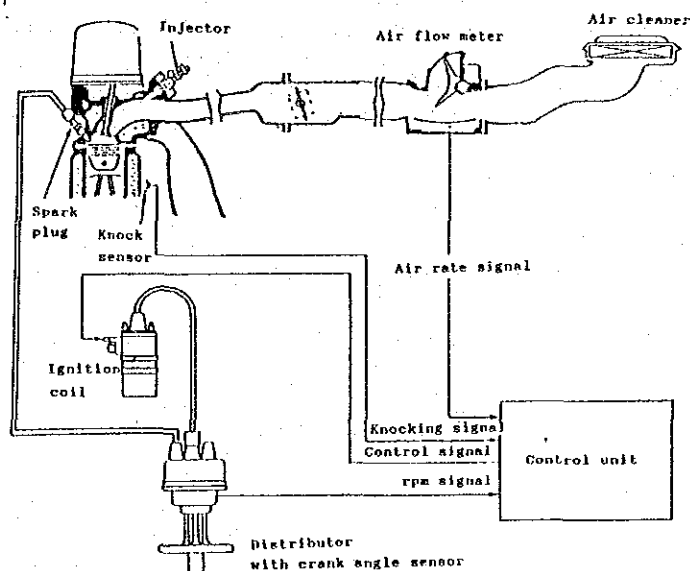 Injector
Air flow meter
Air cleaner
Spark
plug
Knock
sensor
Air rate signal
Ignition
coil
Knocking signal
Control signal
rpm signal
Control unit
Distributor
with crank angle sensor